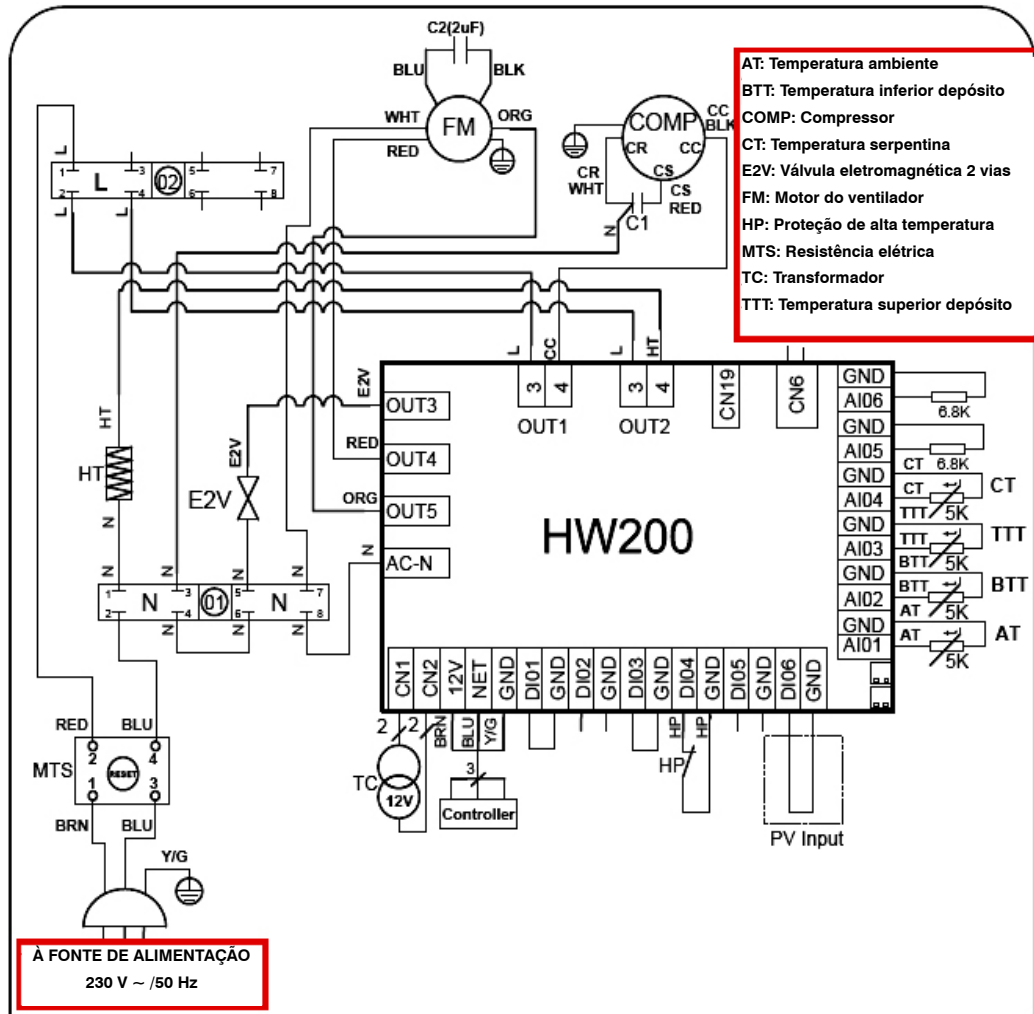 C2(2uF)
BLU
BLK
WHT
FM
ORG
RED
COMP
CC
BLK
CR
CC
CS
CR
WHT
CS
RED
C1
N
AT: Temperatura ambiente
BTT: Temperatura inferior depósito
COMP: Compressor
CT: Temperatura serpentina
E2V: Válvula eletromagnética 2 vias
FM: Motor do ventilador
HP: Proteção de alta temperatura
MTS: Resistência elétrica
TC: Transformador
TTT: Temperatura superior depósito
L
1
3
5
7
L
02
2
4
6
8
L
L
L
CC
L
HT
3
4
3
4
CN19
CN6
OUT1
OUT2
E2V
OUT3
RED
OUT4
ORG
OUT5
N
AC-N
HW200
GND
AI06
6.8K
GND
AI05
6.8K
GND
CT
CT
AI04
CT
5K
GND
TTT
TTT
AI03
TTT
5K
GND
BTT
BTT
AI02
BTT
5K
GND
AT
AT
AI01
AT
5K
HT
HT
N
E2V
E2V
N
N
N
N
1
3
5
7
N
01
N
2
4
6
8
N
N
N
CN1
CN2
12V
NET
GND
DI01
GND
DI02
GND
DI03
GND
DI04
GND
DI05
GND
DI06
GND
2
2
BRN
BLU
Y/G
HP
HP
TC
12V
3
Controller
HP
PV Input
RED
BLU
2
4
MTS
RESET
1
3
BRN
BLU
Y/G
À FONTE DE ALIMENTAÇÃO
230 V ~ /50 Hz